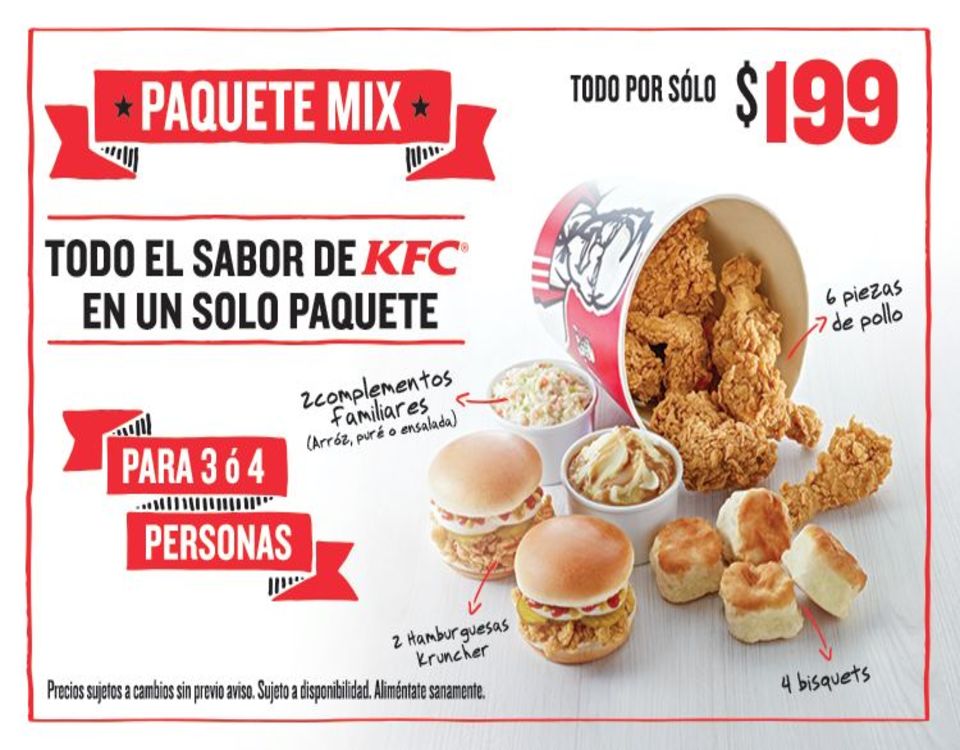 PAQUETE MIX
TODO POR SÓLO $199
TODO EL SABOR DE KFC®
EN UN SOLO PAQUETE
6 piezas
de pollo
2 complementos
familiares
(Arróz, puré o ensalada)
PARA 3 ó 4
PERSONAS
2 Hamburguesas
Kruncher
4 bisquets
Precios sujetos a cambios sin previo aviso. Sujeto a disponibilidad. Aliméntate sanamente.